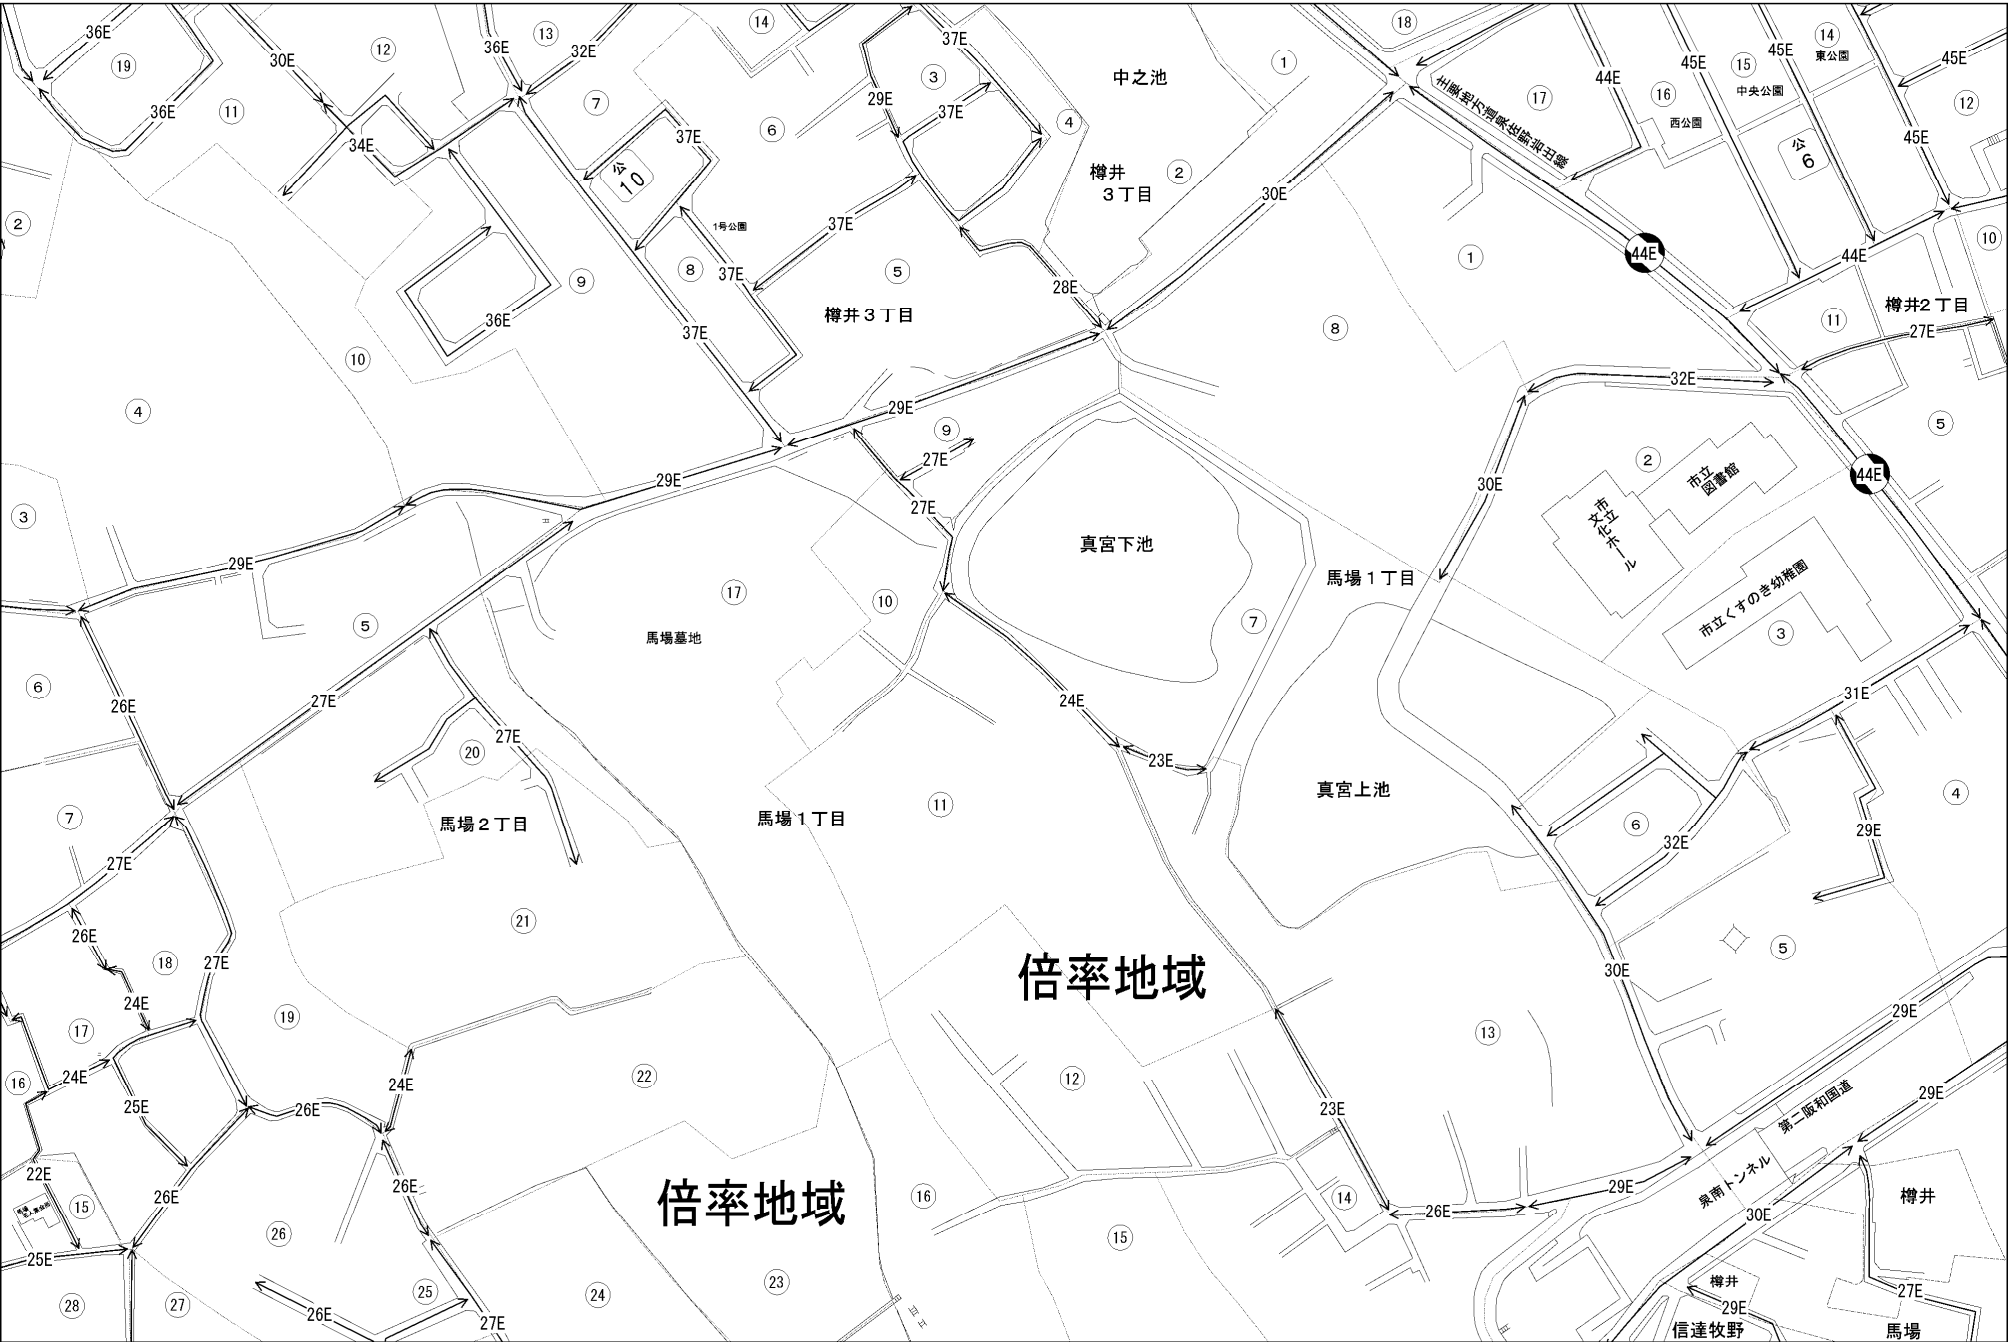 36E
30E
⑲
⑫
36E
⑬
32E
⑦
⑭
⑪
36E
34E
37E
公
10
⑥
37E
③
29E
37E
④
中之池
①
⑱
主要地方道泉佐野岩出線
⑰
44E
⑯
西公園
45E
⑮
中央公園
45E
⑭
東公園
公
6
45E
⑫
45E
②
樽井
3丁目
②
30E
1号公園
37E
37E
⑧
⑤
28E
⑨
36E
37E
樽井3丁目
⑩
④
①
44E
44E
⑩
樽井2丁目
⑪
27E
⑧
32E
29E
⑨
27E
⑤
30E
②
市立
図書館
市立
文化ホール
44E
③
29E
27E
29E
真宮下池
馬場1丁目
市立くすのき幼稚園
③
⑰
⑩
⑦
⑤
馬場墓地
⑥
26E
27E
24E
31E
27E
⑳
23E
⑦
馬場2丁目
馬場1丁目
⑪
真宮上池
⑥
④
29E
32E
27E
㉑
26E
⑱
27E
倍率地域
30E
⑤
24E
⑰
⑲
29E
⑬
⑯
24E
㉒
24E
⑫
25E
26E
23E
第二阪和国道
29E
22E
⑮
26E
26E
倍率地域
⑯
⑭
29E
泉南トンネル
樽井
26E
30E
㉖
⑮
25E
㉓
㉕
㉔
樽井
27E
㉘
㉗
26E
27E
29E
信達牧野
馬場